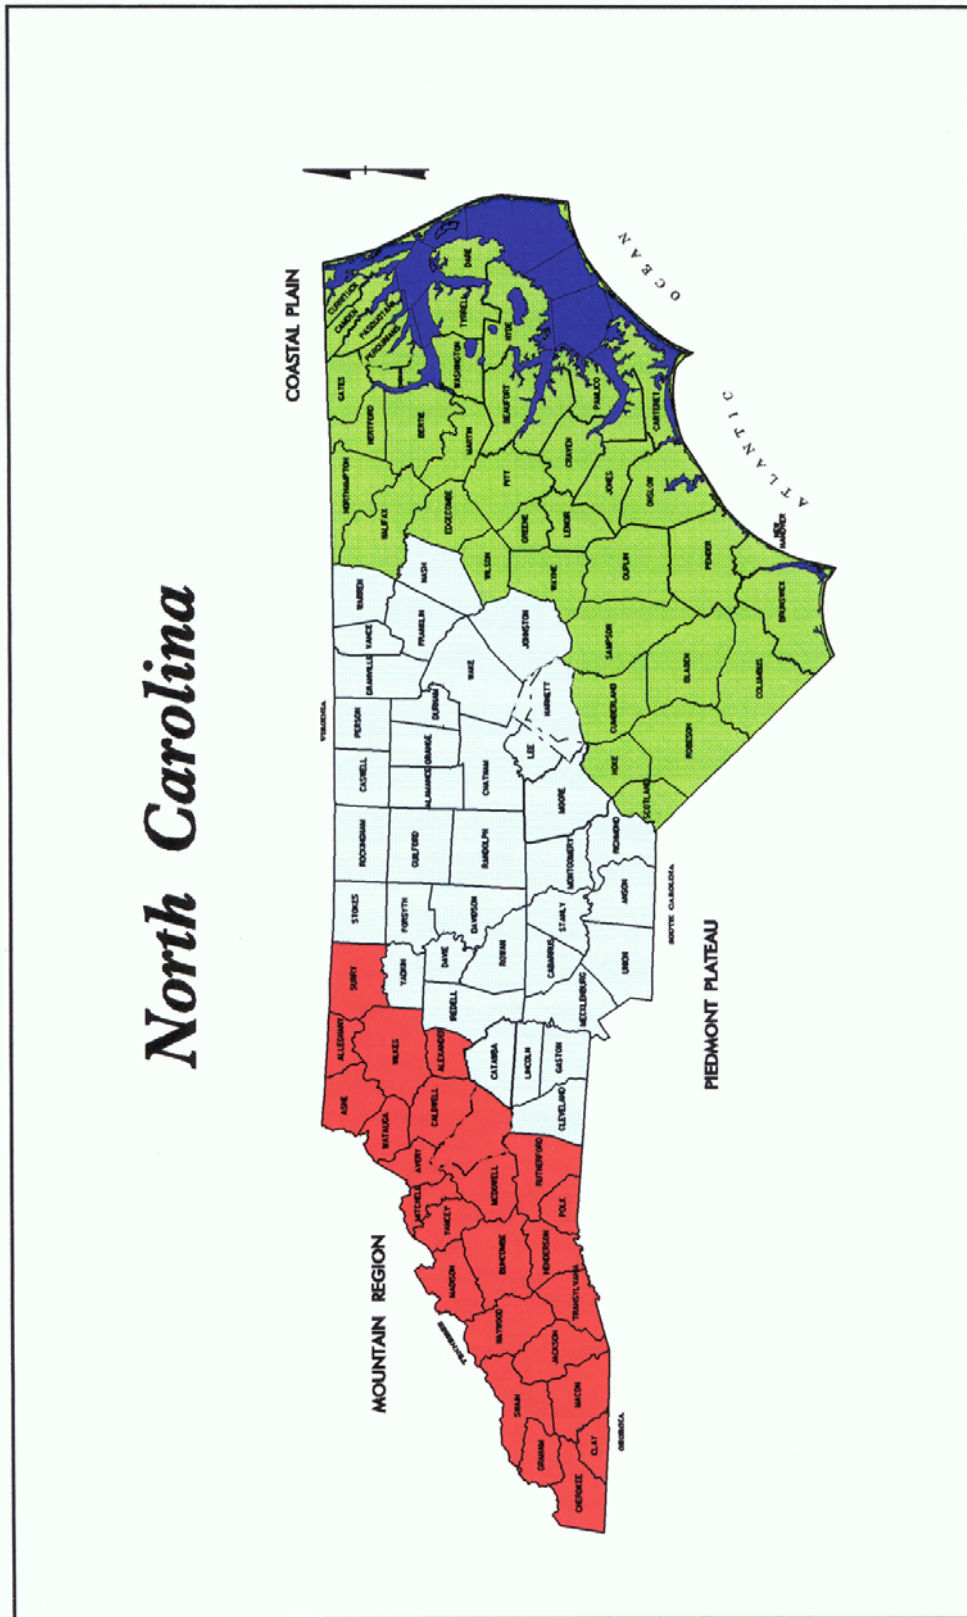 North Carolina
COASTAL PLAIN
MOUNTAIN REGION
PIEDMONT PLATEAU
VIRGINIA
TENNESSEE
GEORGIA
SOUTH CAROLINA
ATLANTIC OCEAN
CHEROKEE
GRAHAM
CLAY
SWAIN
MACON
JACKSON
HAYWOOD
TRANSYLVANIA
MADISON
BUNCOMBE
HENDERSON
YANCEY
MITCHELL
MCDOWELL
POLK
RUTHERFORD
AVERY
WATAUGA
CALDWELL
ASHE
ALLEGHANY
WILKES
ALEXANDER
SURRY
CLEVELAND
CATAWBA
LINCOLN
GASTON
IREDELL
MECKLENBURG
YADKIN
DAVIE
ROWAN
CABARRUS
UNION
STOKES
FORSYTH
DAVIDSON
STANLY
ANSON
ROCKINGHAM
GUILFORD
RANDOLPH
MONTGOMERY
RICHMOND
CASWELL
ALAMANCE
ORANGE
CHATHAM
MOORE
LEE
PERSON
DURHAM
GRANVILLE
VANCE
WARREN
FRANKLIN
WAKE
HARNETT
JOHNSTON
NASH
SCOTLAND
HOKE
ROBESON
CUMBERLAND
BLADEN
COLUMBUS
SAMPSON
BRUNSWICK
NEW HANOVER
PENDER
DUPLIN
WAYNE
WILSON
GREENE
LENOIR
JONES
ONSLOW
CRAVEN
CARTERET
PAMLICO
PITT
EDGECOMBE
HALIFAX
NORTHAMPTON
HERTFORD
BERTIE
MARTIN
BEAUFORT
WASHINGTON
TYRRELL
HYDE
DARE
GATES
PERQUIMANS
PASQUOTANK
CAMDEN
CURRITUCK